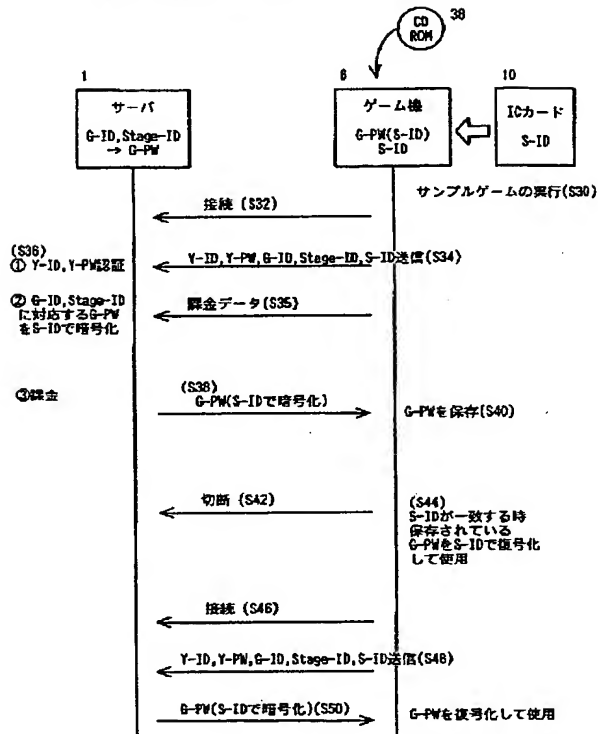 CD
ROM
38
1
サーバ
G-ID,Stage-ID
→ G-PW
6
ゲーム機
G-PW(S-ID)
S-ID
10
ICカード
S-ID
サンプルゲームの実行(S30)
接続 (S32)
(S36)
① Y-ID,Y-PW認証
Y-ID,Y-PW,G-ID,Stage-ID,S-ID送信(S34)
② G-ID,Stage-ID
に対応するG-PW
をS-IDで暗号化
課金データ(S35)
③課金
(S38)
G-PW(S-IDで暗号化)
G-PWを保存(S40)
切断 (S42)
(S44)
S-IDが一致する時
保存されている
G-PWをS-IDで復号化
して使用
接続 (S46)
Y-ID,Y-PW,G-ID,Stage-ID,S-ID送信(S48)
G-PW(S-IDで暗号化)(S50)
G-PWを復号化して使用